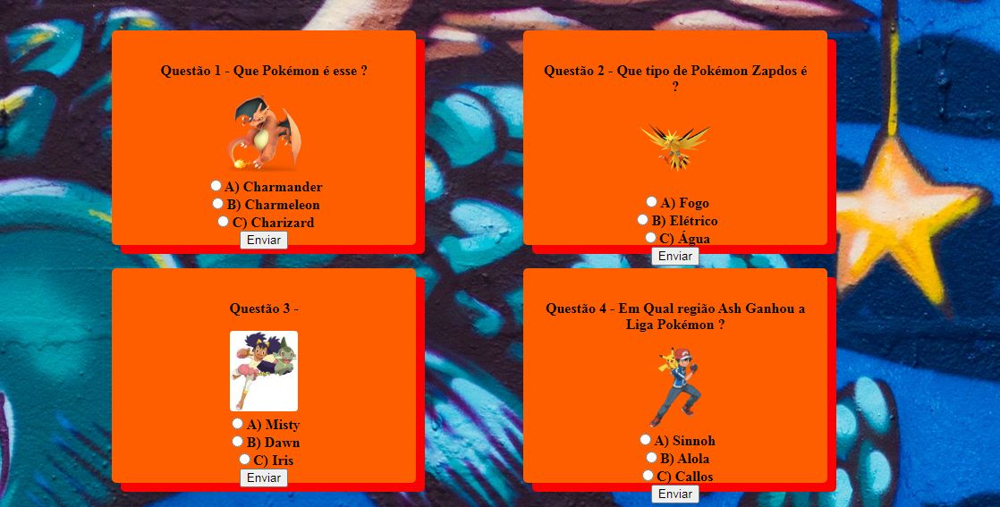 Questão 1 - Que Pokémon é esse ?
A) Charmander
B) Charmeleon
C) Charizard
Enviar
Questão 2 - Que tipo de Pokémon Zapdos é
?
A) Fogo
B) Elétrico
C) Água
Enviar
Questão 3 -
A) Misty
B) Dawn
C) Iris
Enviar
Questão 4 - Em Qual região Ash Ganhou a
Liga Pokémon ?
A) Sinnoh
B) Alola
C) Callos
Enviar